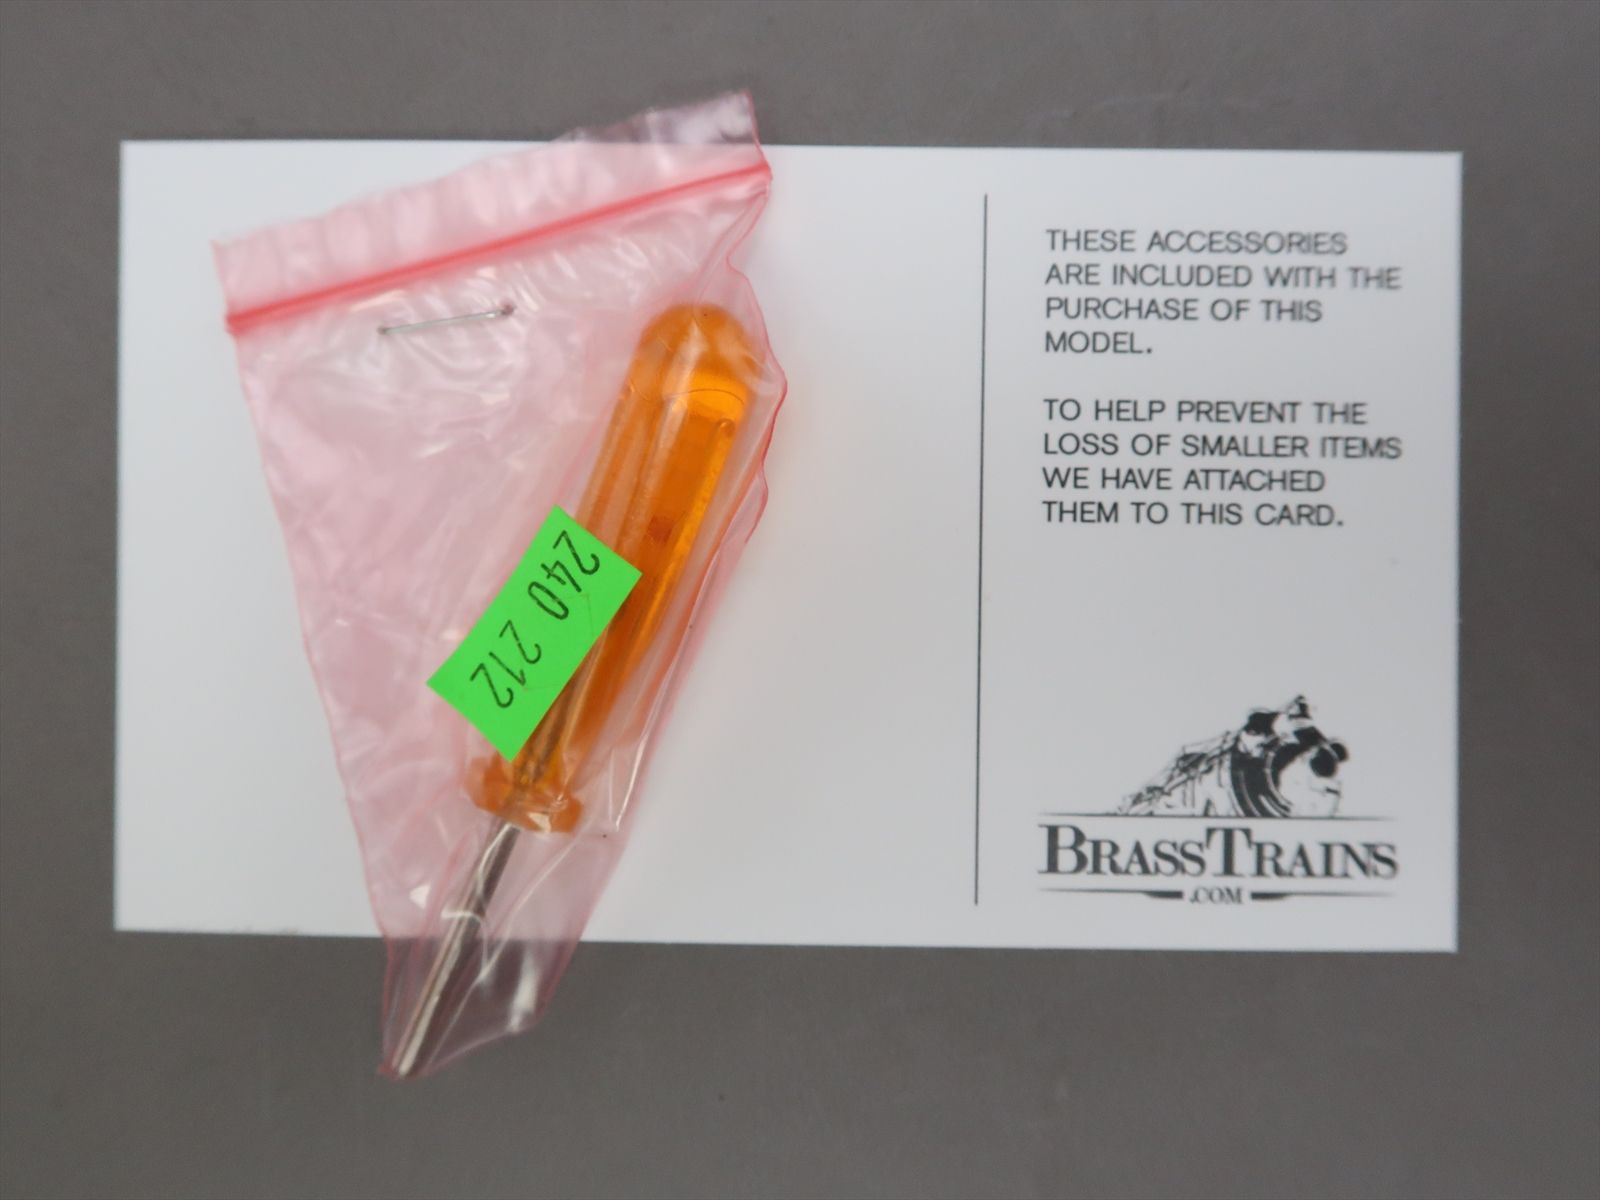 240 212
THESE ACCESSORIES
ARE INCLUDED WITH THE
PURCHASE OF THIS
MODEL.
TO HELP PREVENT THE
LOSS OF SMALLER ITEMS
WE HAVE ATTACHED
THEM TO THIS CARD.
BRASSTRAINS
.COM